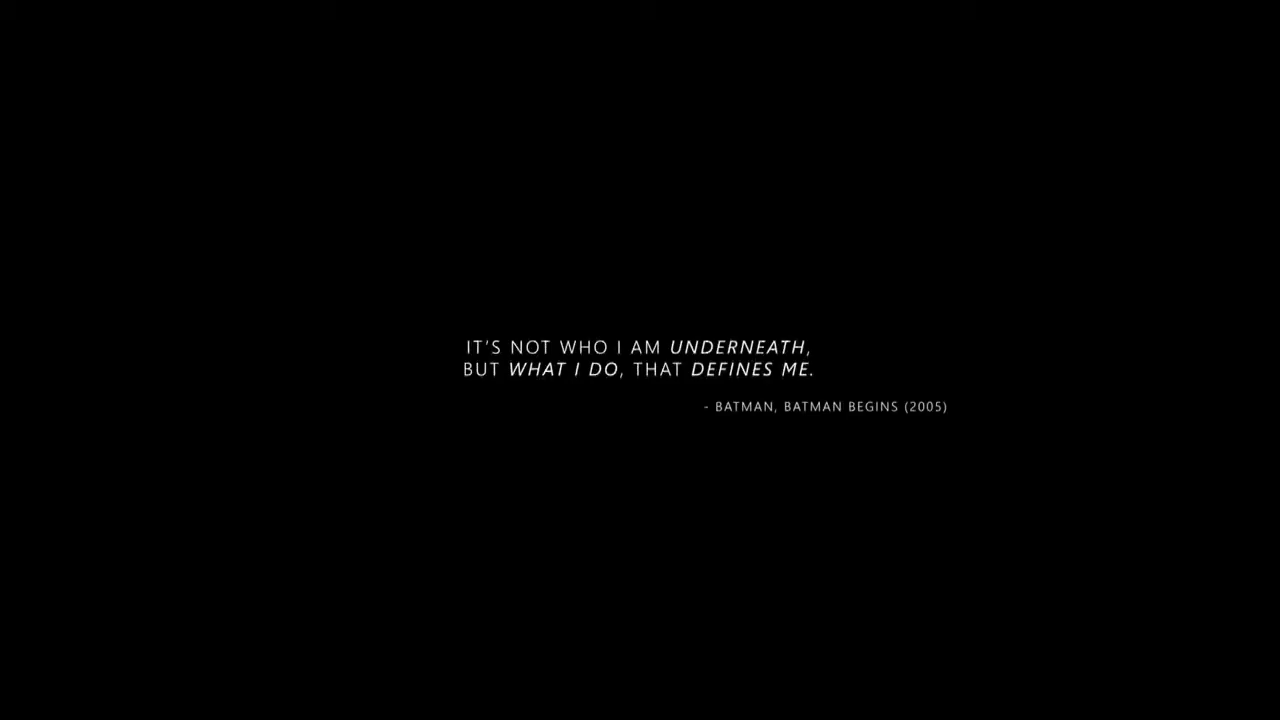 IT'S NOT WHO I AM UNDERNEATH,
BUT WHAT I DO, THAT DEFINES ME.
- BATMAN, BATMAN BEGINS (2005)